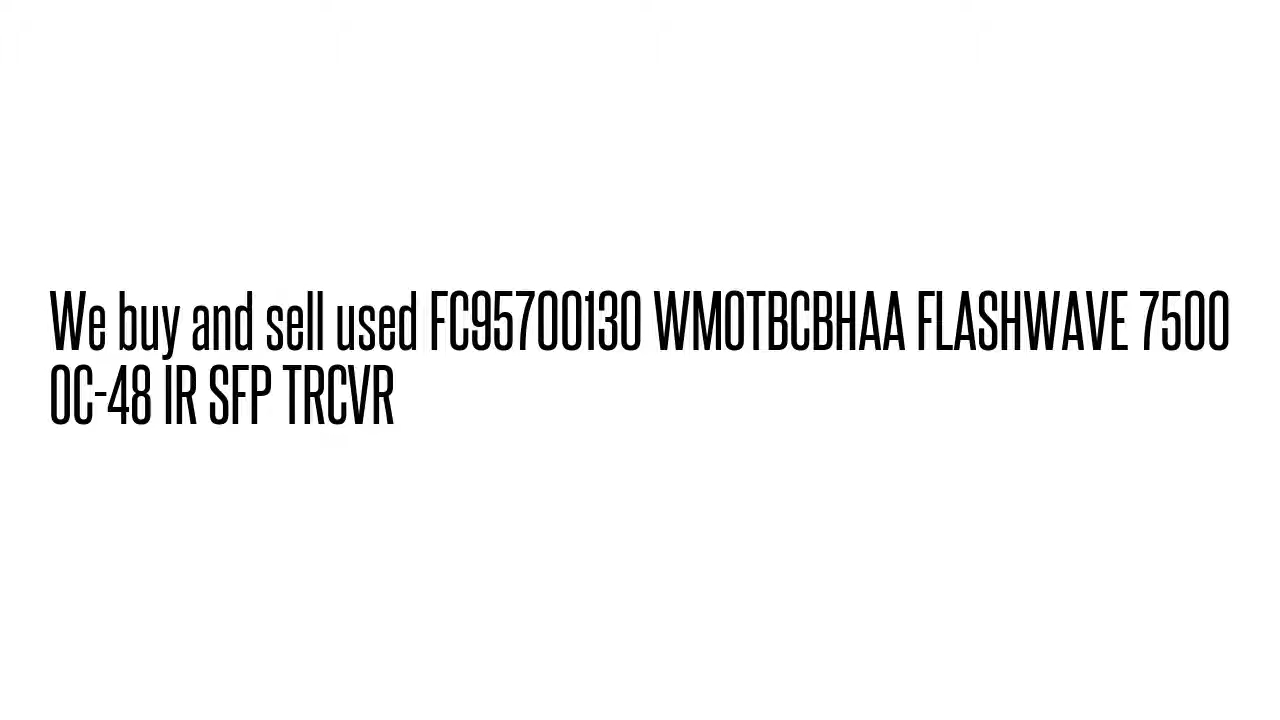 We buy and sell used FC95700130 WMOTBCBHAA FLASHWAVE 7500
OC-48 IR SFP TRCVR